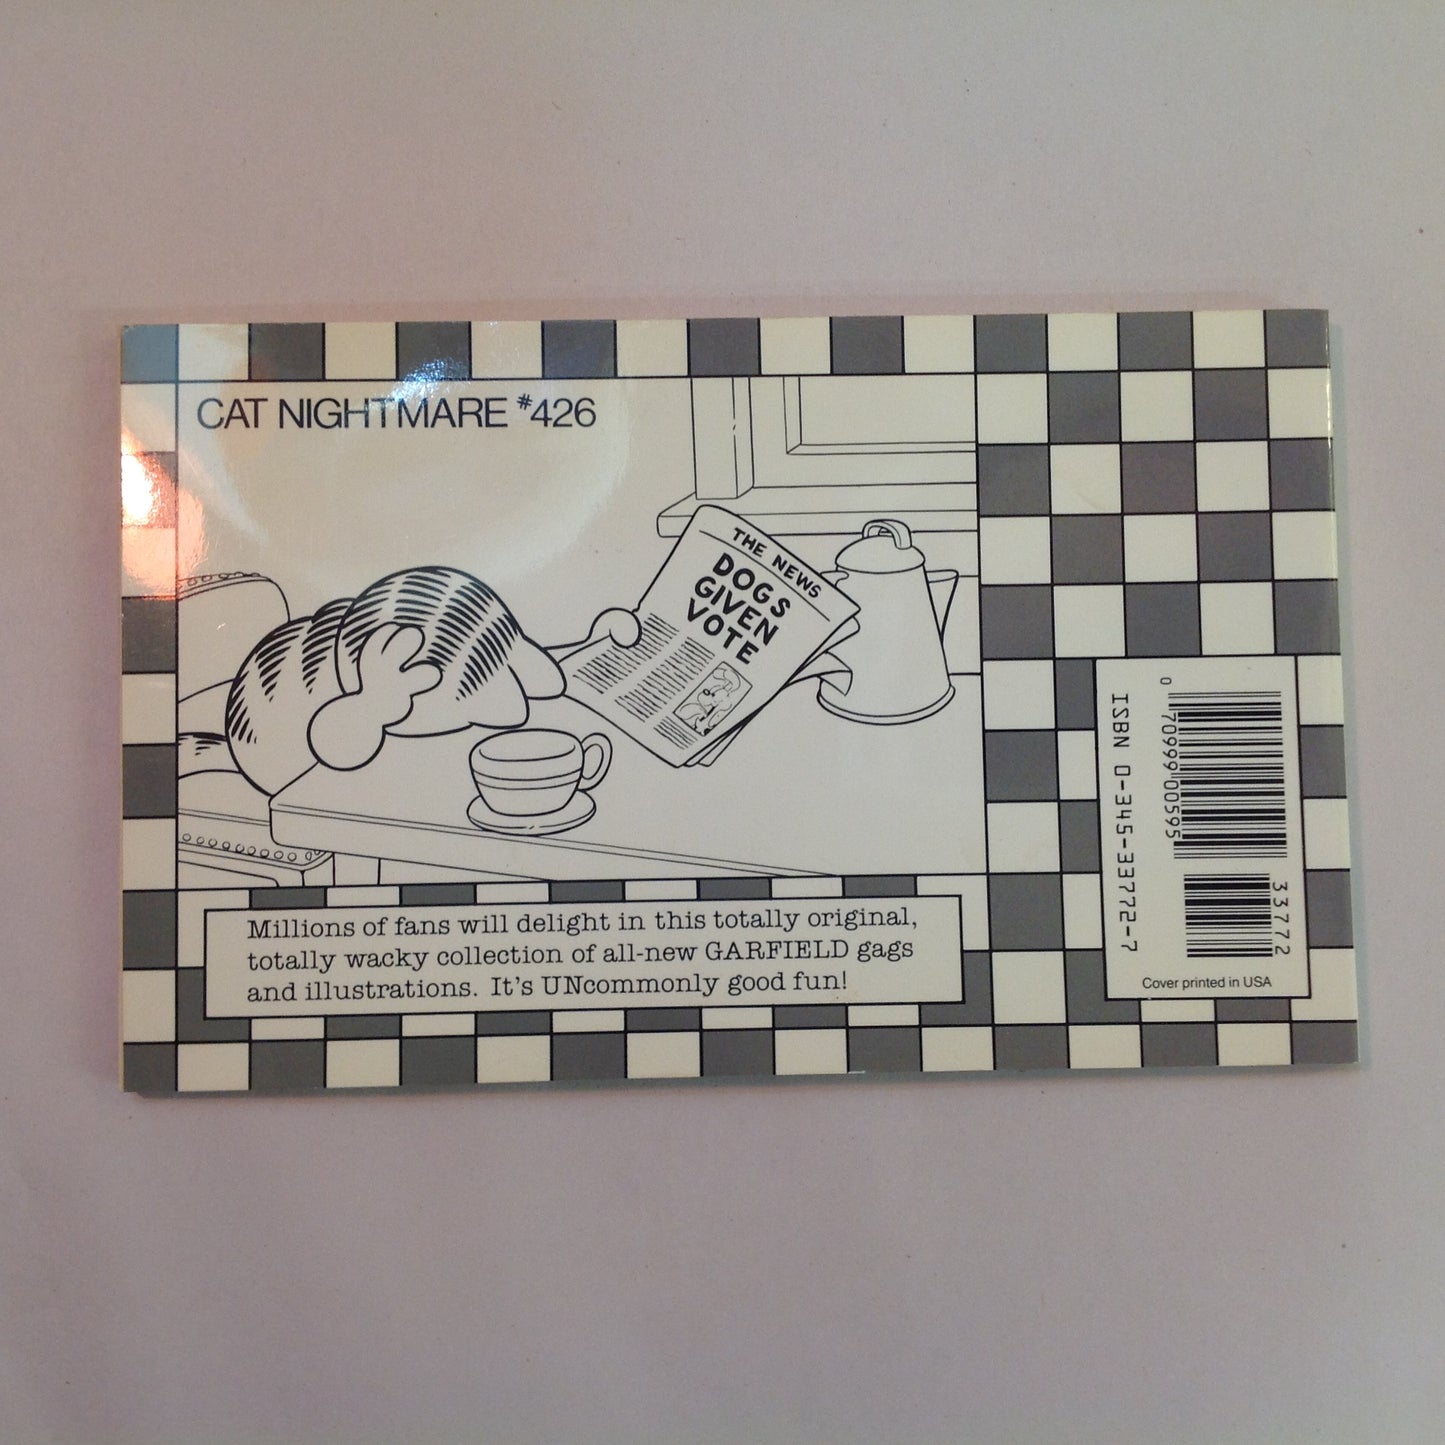 CAT NIGHTMARE #426
THE NEWS
DOGS
GIVEN
VOTE
Millions of fans will delight in this totally original,
totally wacky collection of all-new GARFIELD gags
and illustrations. It's UNcommonly good fun!
ISBN 0-345-33772-7
0
70999 00595
33772
Cover printed in USA